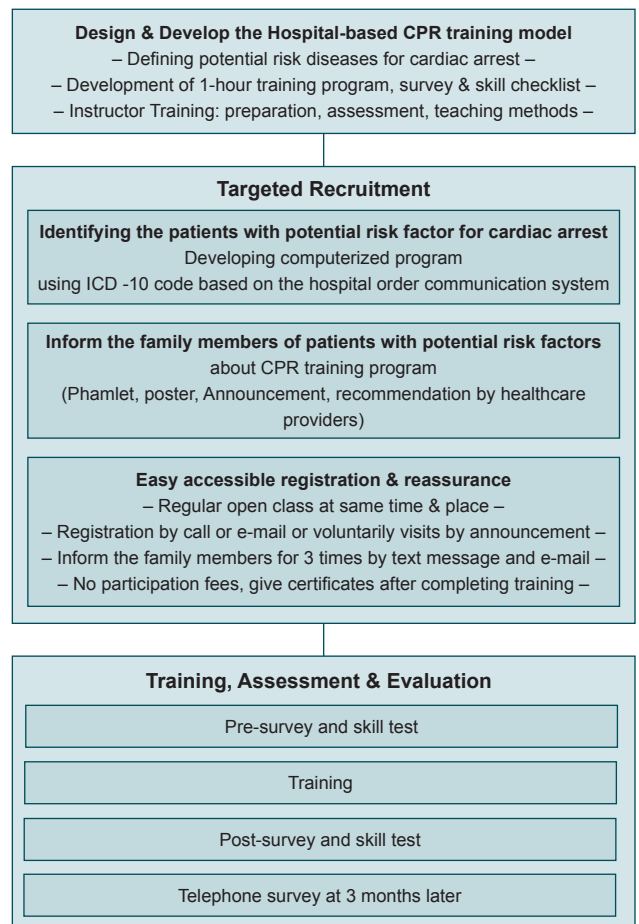 Design & Develop the Hospital-based CPR training model
– Defining potential risk diseases for cardiac arrest –
– Development of 1-hour training program, survey & skill checklist –
– Instructor Training: preparation, assessment, teaching methods –
Targeted Recruitment
Identifying the patients with potential risk factor for cardiac arrest
Developing computerized program
using ICD -10 code based on the hospital order communication system
Inform the family members of patients with potential risk factors
about CPR training program
(Phamlet, poster, Announcement, recommendation by healthcare
providers)
Easy accessible registration & reassurance
– Regular open class at same time & place –
– Registration by call or e-mail or voluntarily visits by announcement –
– Inform the family members for 3 times by text message and e-mail –
– No participation fees, give certificates after completing training –
Training, Assessment & Evaluation
Pre-survey and skill test
Training
Post-survey and skill test
Telephone survey at 3 months later